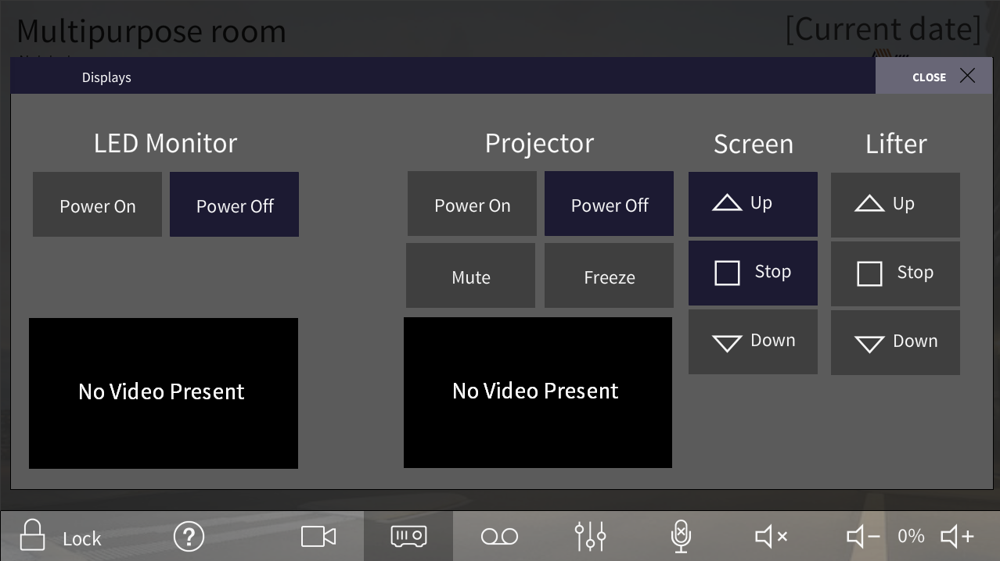 Multipurpose room
[Current date]
Displays
CLOSE
LED Monitor
Projector
Screen
Lifter
Power On
Power Off
Power On
Power Off
Up
Up
Mute
Freeze
Stop
Stop
Down
Down
No Video Present
No Video Present
Lock
?
0%